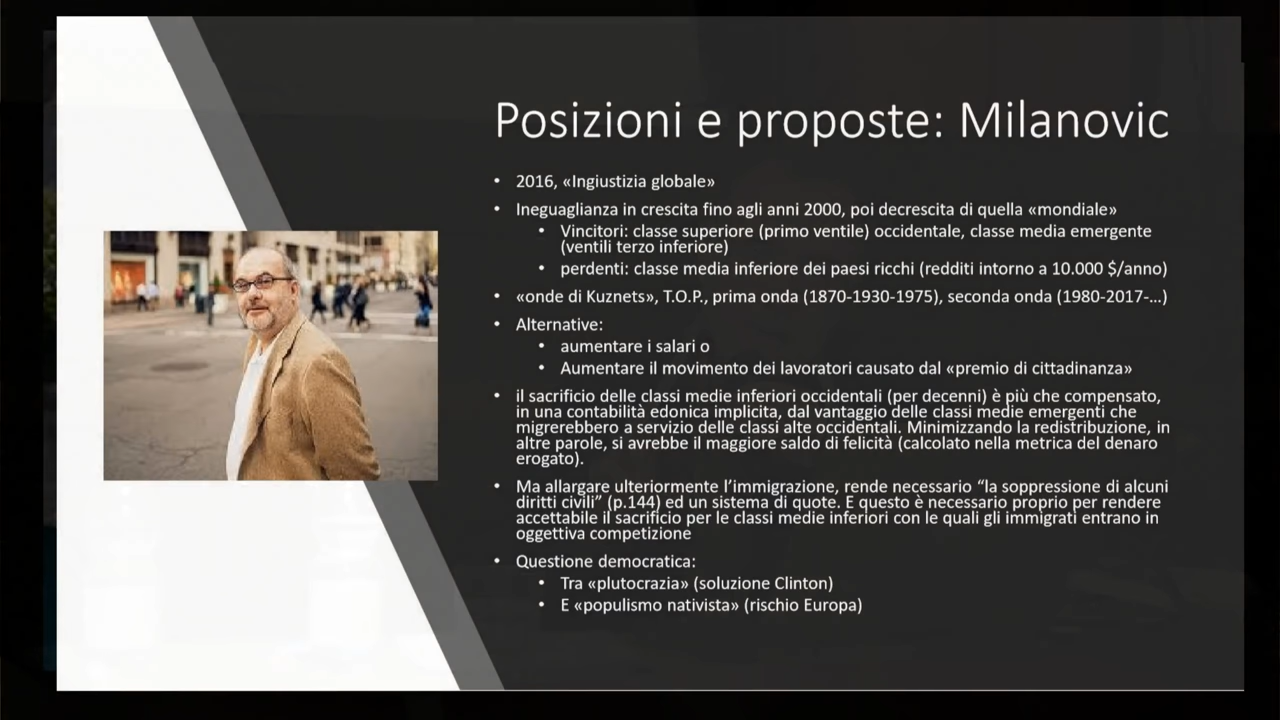 Posizioni e proposte: Milanovic
• 2016, «Ingiustizia globale»
• Ineguaglianza in crescita fino agli anni 2000, poi decrescita di quella «mondiale»
• Vincitori: classe superiore (primo ventile) occidentale, classe media emergente
(ventili terzo inferiore)
• perdenti: classe media inferiore dei paesi ricchi (redditi intorno a 10.000 $/anno)
• «onde di Kuznets», T.O.P., prima onda (1870-1930-1975), seconda onda (1980-2017-...)
• Alternative:
• aumentare i salari o
• Aumentare il movimento dei lavoratori causato dal «premio di cittadinanza»
• il sacrificio delle classi medie inferiori occidentali (per decenni) è più che compensato,
in una contabilità edonica implicita, dal vantaggio delle classi medie emergenti che
migrerebbero a servizio delle classi alte occidentali. Minimizzando la redistribuzione, in
altre parole, si avrebbe il maggiore saldo di felicità (calcolato nella metrica del denaro
erogato).
• Ma allargare ulteriormente l’immigrazione, rende necessario “la soppressione di alcuni
diritti civili” (p.144) ed un sistema di quote. E questo è necessario proprio per rendere
accettabile il sacrificio per le classi medie inferiori con le quali gli immigrati entrano in
oggettiva competizione
• Questione democratica:
• Tra «plutocrazia» (soluzione Clinton)
• E «populismo nativista» (rischio Europa)